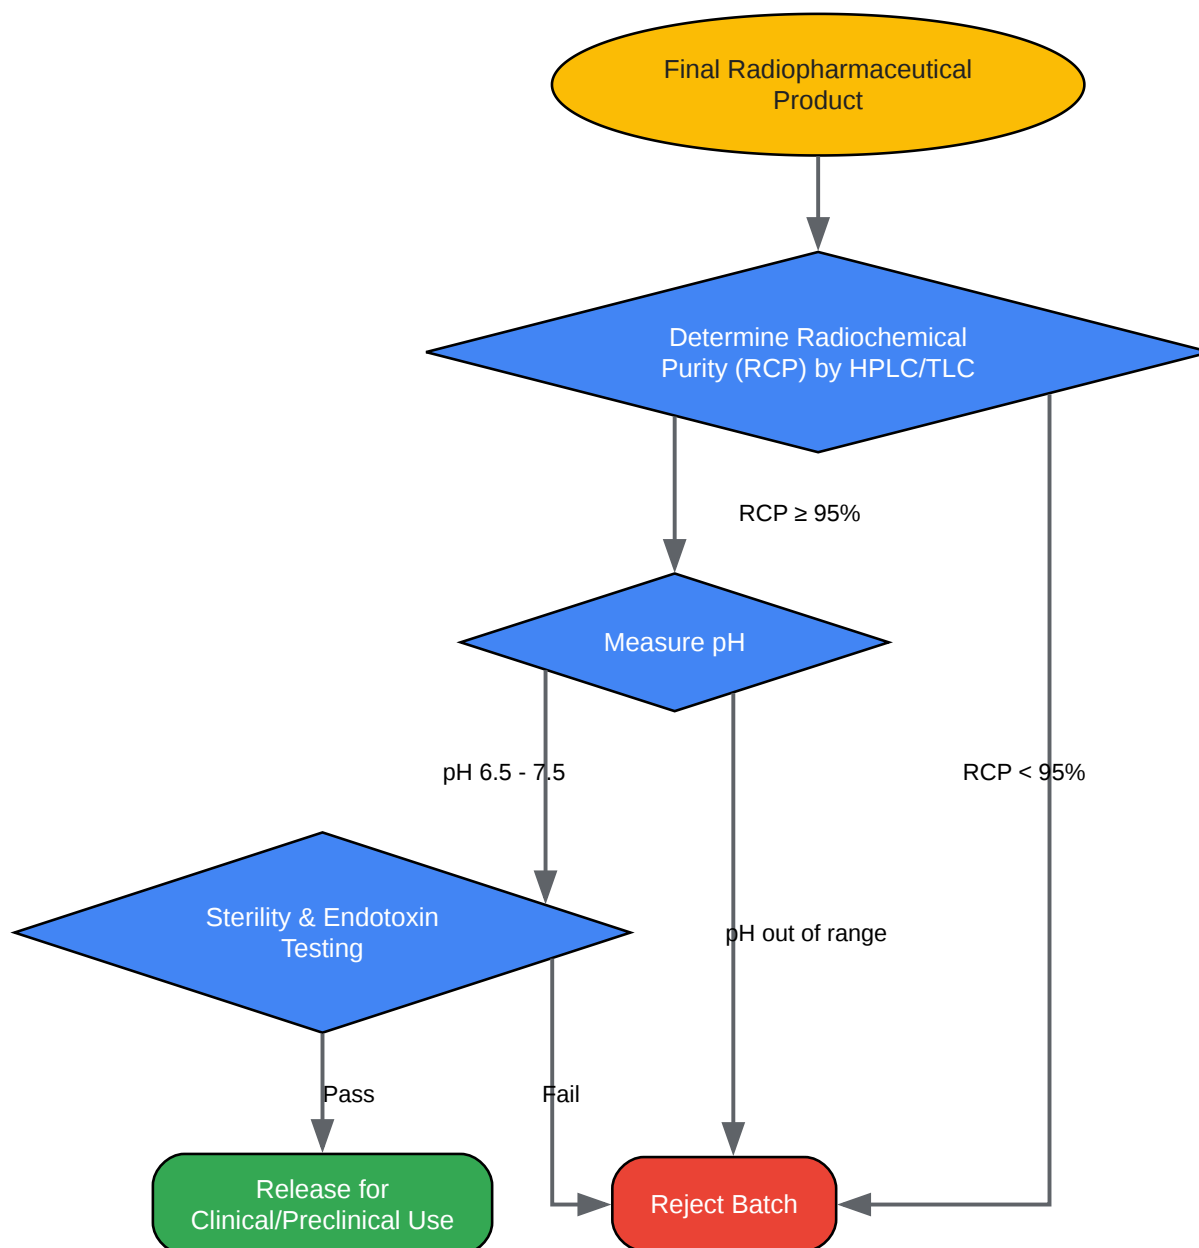 Final Radiopharmaceutical
Product
Determine Radiochemical
Purity (RCP) by HPLC/TLC
RCP ≥ 95%
Measure pH
pH 6.5 - 7.5
RCP < 95%
Sterility & Endotoxin
Testing
pH out of range
Pass
Fail
Release for
Clinical/Preclinical Use
Reject Batch